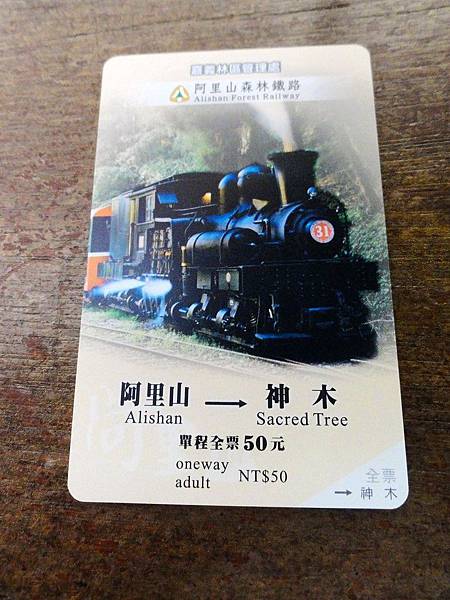 嘉義林區管理處
阿里山森林鐵路
Alishan Forest Railway
31
阿里山 → 神木
Alishan Sacred Tree
單程全票50元
oneway
adult NT$50
全票
→ 神木